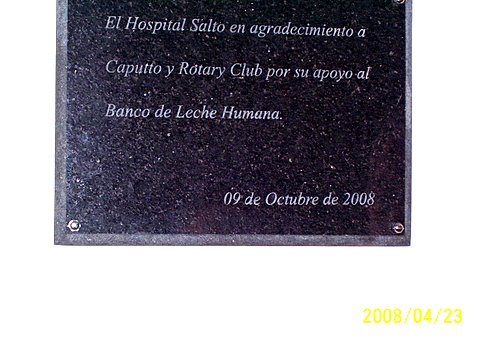 El Hospital Salto en agradecimiento a
Caputto y Rotary Club por su apoyo al
Banco de Leche Humana.
09 de Octubre de 2008
2008/04/23